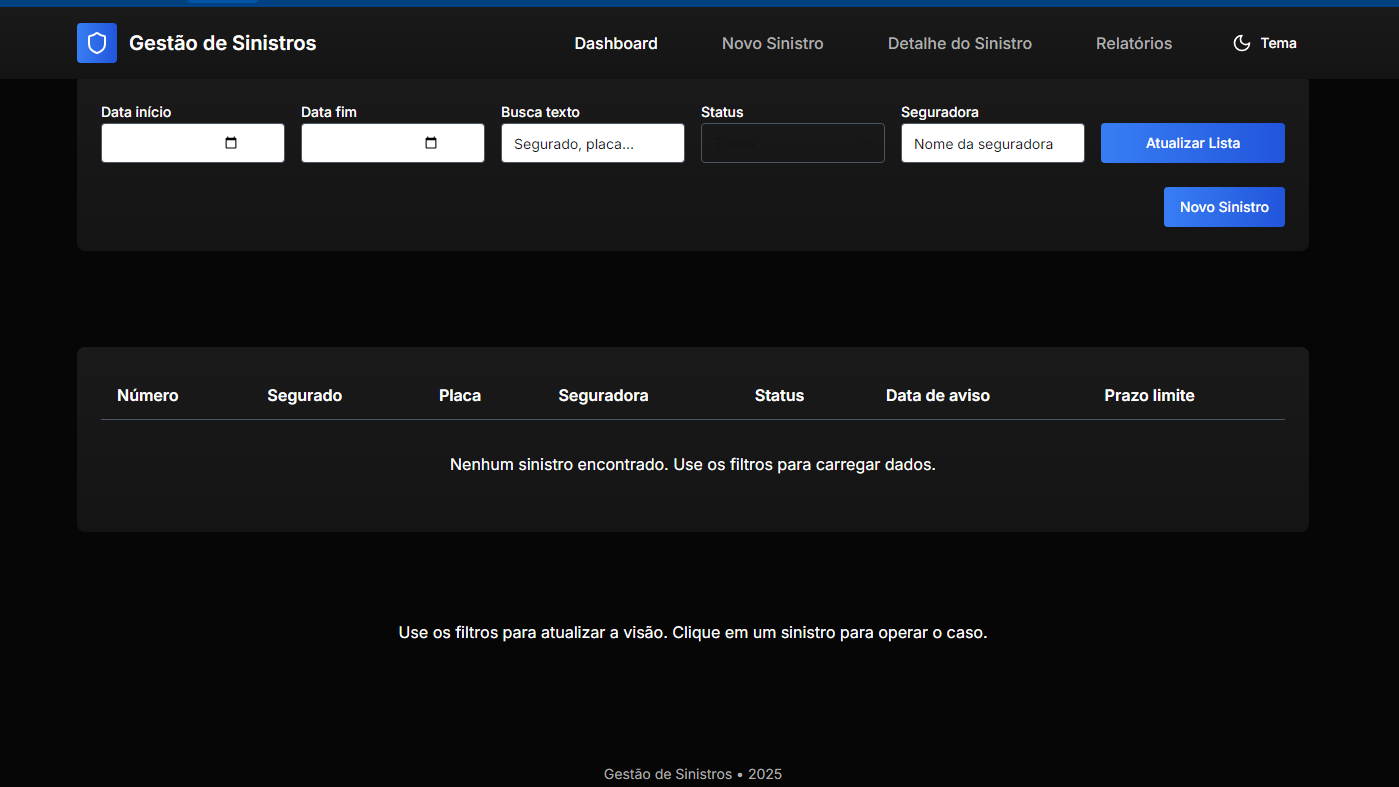 Gestão de Sinistros
Dashboard
Novo Sinistro
Detalhe do Sinistro
Relatórios
Tema
Data início
Data fim
Busca texto
Status
Seguradora
Segurado, placa...
Nome da seguradora
Atualizar Lista
Novo Sinistro
Número Segurado Placa Seguradora Status Data de aviso Prazo limite
Nenhum sinistro encontrado. Use os filtros para carregar dados.
Use os filtros para atualizar a visão. Clique em um sinistro para operar o caso.
Gestão de Sinistros • 2025